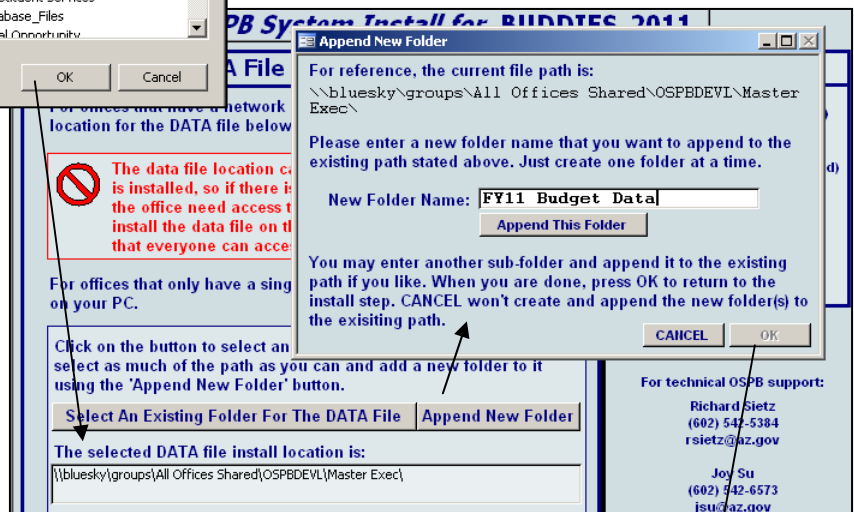 abase_Files
OK Cancel
PB System Install for BUDDIES 2011
A File
network
location for the DATA file below
The data file location
is installed, so if there
the office need access
install the data file on
that everyone can
For offices that only have a sing
on your PC.
Click on the button to select an
select as much of the path as you can and add a new folder to it
using the 'Append New Folder' button.
Select An Existing Folder For The DATA File Append New Folder
The selected DATA file install location is:
\\bluesky\groups\All Offices Shared\OSPBDEVL\Master Exec\
Append New Folder
For reference, the current file path is:
\\bluesky\groups\All Offices Shared\OSPBDEVL\Master
Exec\
Please enter a new folder name that you want to append to the
existing path stated above. Just create one folder at a time.
New Folder Name: FY11 Budget Data
Append This Folder
You may enter another sub-folder and append it to the existing
path if you like. When you are done, press OK to return to the
install step. CANCEL won't create and append the new folder(s) to
the exisiting path.
CANCEL OK
d)
For technical OSPB support:
Richard Sietz
(602) 542-5384
rsietz@az.gov
Joy Su
(602) 542-6573
jsu@az.gov